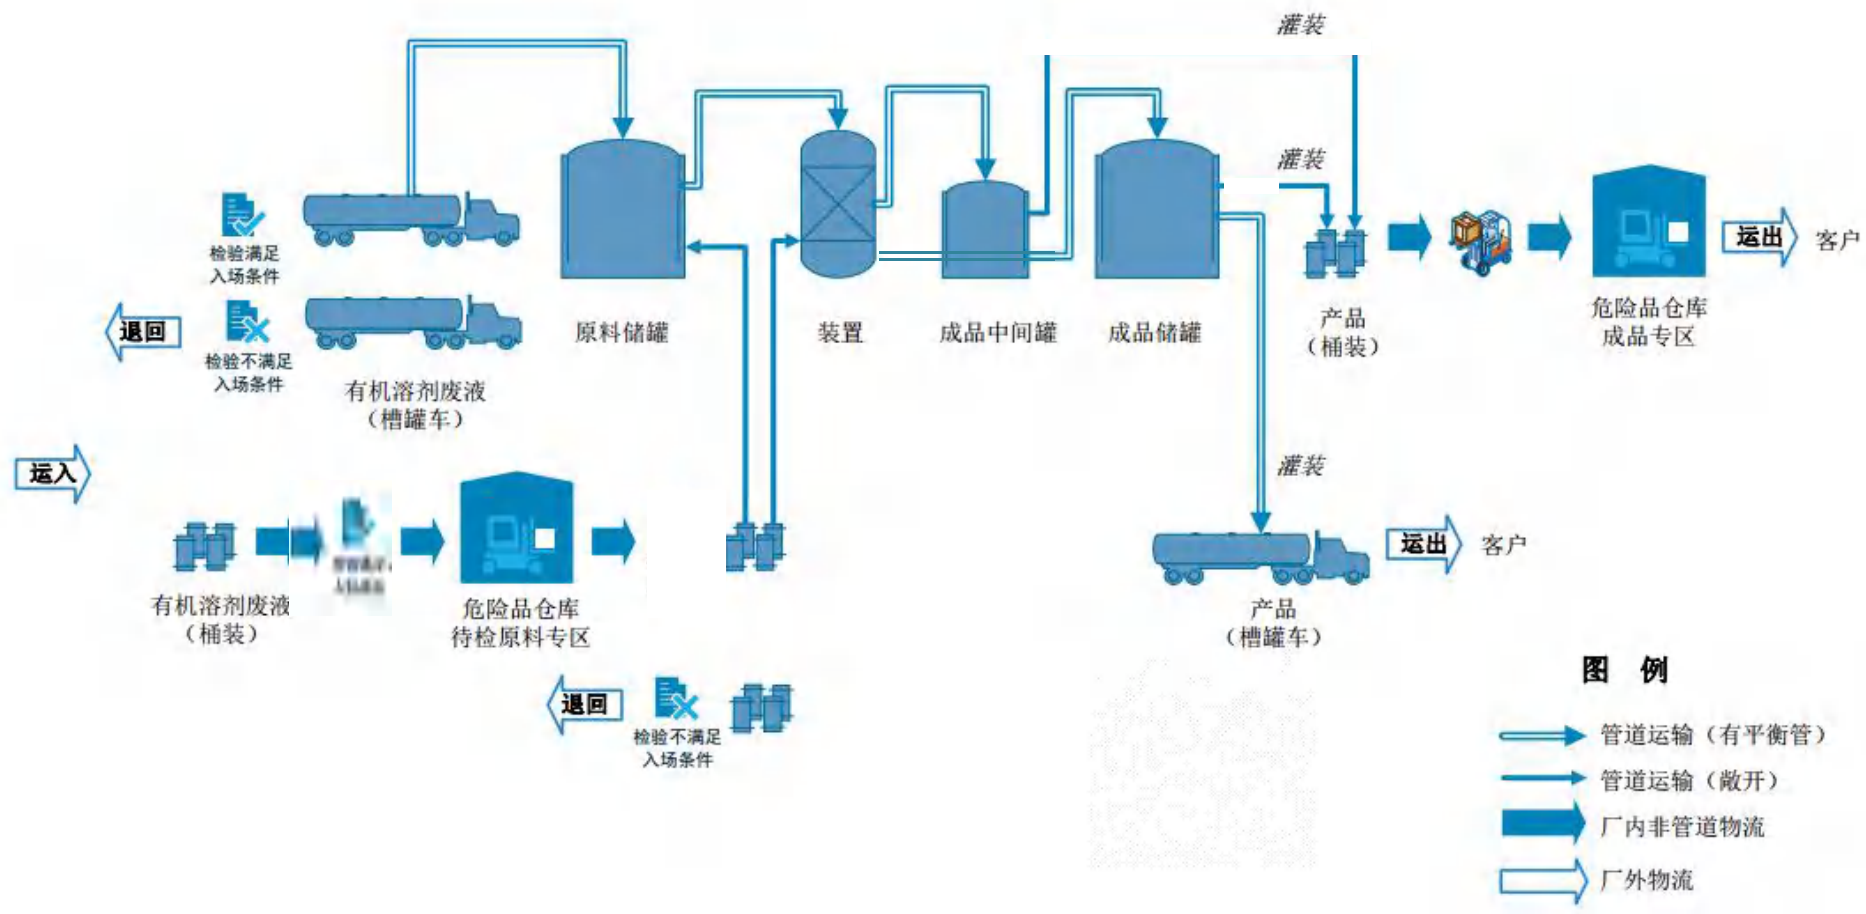 灌装
灌装
检验满足
入场条件
退回
检验不满足
入场条件
有机溶剂废液
（槽罐车）
原料储罐
装置
成品中间罐
成品储罐
产品
（桶装）
危险品仓库
成品专区
运出
客户
运入
灌装
有机溶剂废液
（桶装）
危险品仓库
待检原料专区
产品
（槽罐车）
运出
客户
退回
检验不满足
入场条件
图 例
管道运输（有平衡管）
管道运输（敞开）
厂内非管道物流
厂外物流